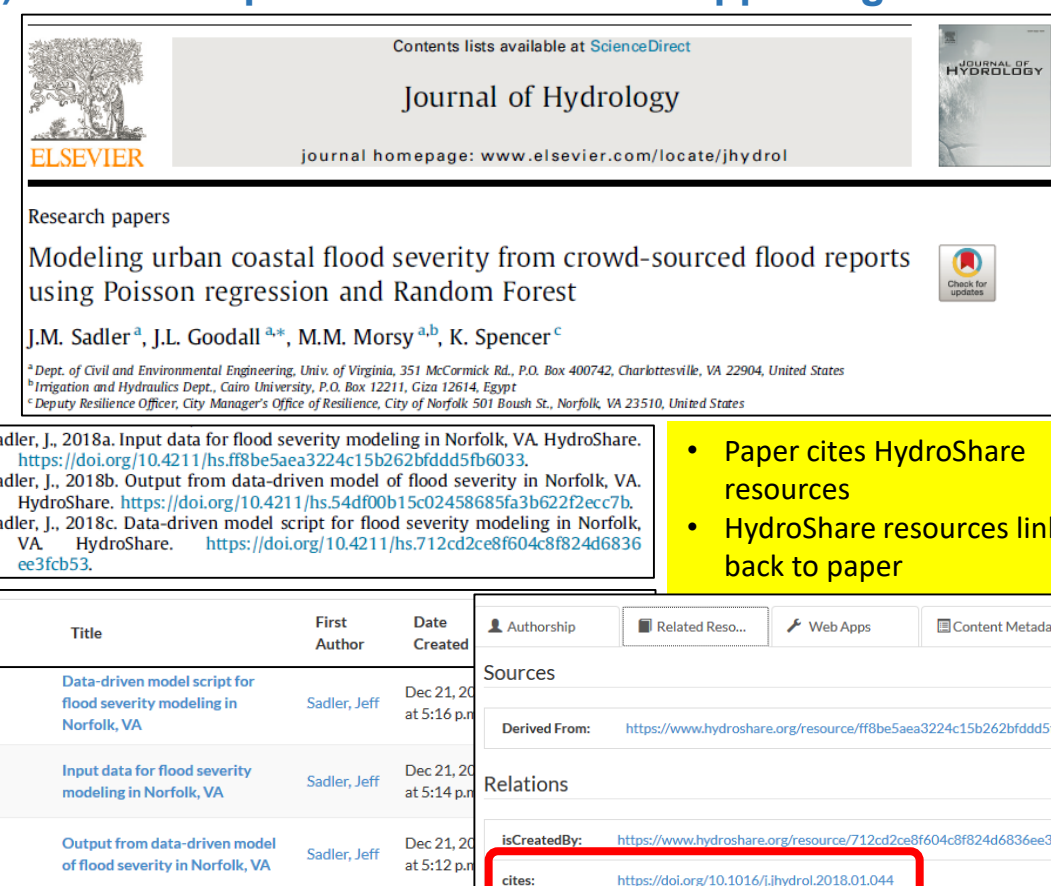 Contents lists available at ScienceDirect
Journal of Hydrology
journal homepage: www.elsevier.com/locate/jhydrol
ELSEVIER
JOURNAL OF
HYDROLOGY
Research papers
Modeling urban coastal flood severity from crowd-sourced flood reports
using Poisson regression and Random Forest
Check for
updates
J.M. Sadler a, J.L. Goodall a,*, M.M. Morsy a,b, K. Spencer c
a Dept. of Civil and Environmental Engineering, Univ. of Virginia, 351 McCormick Rd., P.O. Box 400742, Charlottesville, VA 22904, United States
b Irrigation and Hydraulics Dept., Cairo University, P.O. Box 12211, Giza 12614, Egypt
c Deputy Resilience Officer, City Manager's Office of Resilience, City of Norfolk 501 Boush St., Norfolk, VA 23510, United States
adler, J., 2018a. Input data for flood severity modeling in Norfolk, VA. HydroShare.
https://doi.org/10.4211/hs.ff8be5aea3224c15b262bfddd5fb6033.
adler, J., 2018b. Output from data-driven model of flood severity in Norfolk, VA.
HydroShare. https://doi.org/10.4211/hs.54df00b15c02458685fa3b622f2ecc7b.
adler, J., 2018c. Data-driven model script for flood severity modeling in Norfolk,
VA. HydroShare. https://doi.org/10.4211/hs.712cd2ce8f604c8f824d6836
ee3fcb53.
• Paper cites HydroShare
resources
• HydroShare resources link
back to paper
Title First Author Date Created
Data-driven model script for
flood severity modeling in
Norfolk, VA
Sadler, Jeff
Dec 21, 20
at 5:16 p.m
Input data for flood severity
modeling in Norfolk, VA
Sadler, Jeff
Dec 21, 20
at 5:14 p.m
Output from data-driven model
of flood severity in Norfolk, VA
Sadler, Jeff
Dec 21, 20
at 5:12 p.m
Authorship Related Reso... Web Apps Content Metada
Sources
Derived From: https://www.hydroshare.org/resource/ff8be5aea3224c15b262bfddd5
Relations
isCreatedBy: https://www.hydroshare.org/resource/712cd2ce8f604c8f824d6836ee3
cites: https://doi.org/10.1016/j.jhydrol.2018.01.044